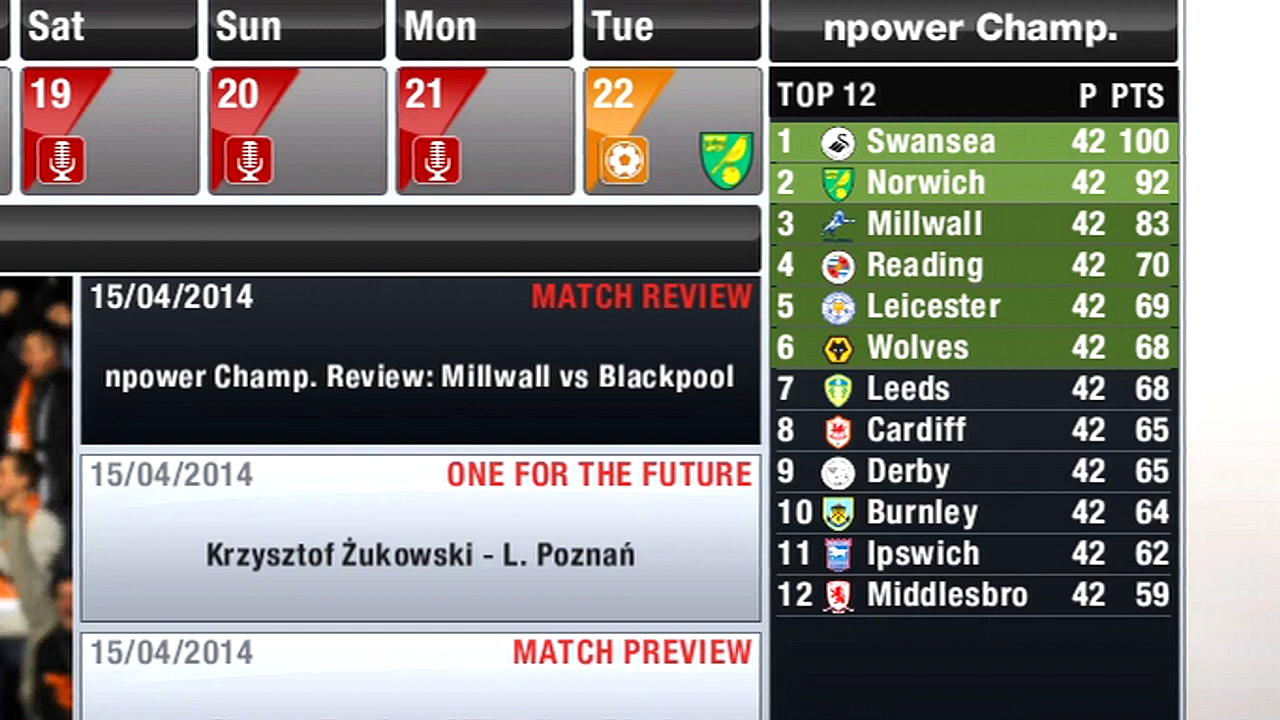 Sat Sun Mon Tue
19 20 21 22
15/04/2014 MATCH REVIEW
npower Champ. Review: Millwall vs Blackpool
15/04/2014 ONE FOR THE FUTURE
Krzysztof Żukowski - L. Poznań
15/04/2014 MATCH PREVIEW
npower Champ.
TOP 12 P PTS
1 Swansea 42 100
2 Norwich 42 92
3 Millwall 42 83
4 Reading 42 70
5 Leicester 42 69
6 Wolves 42 68
7 Leeds 42 68
8 Cardiff 42 65
9 Derby 42 65
10 Burnley 42 64
11 Ipswich 42 62
12 Middlesbro 42 59